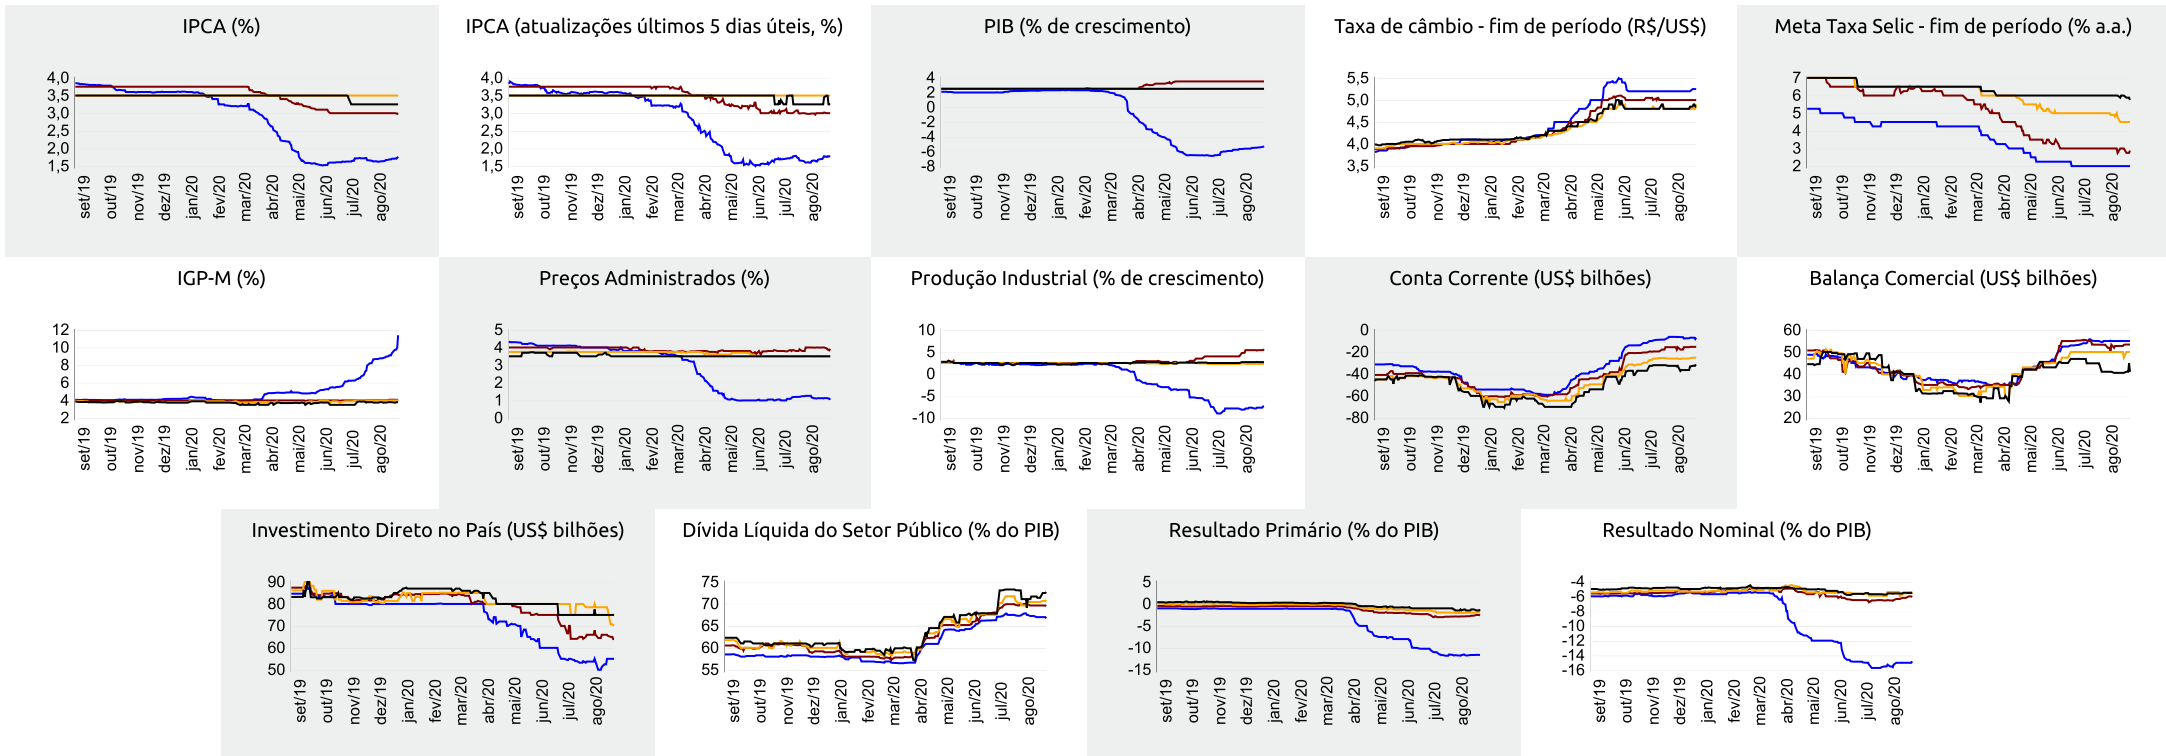 IPCA (%)
4,0
3,5
3,0
2,5
2,0
1,5
set/19 out/19 nov/19 dez/19 jan/20 fev/20 mar/20 abr/20 mai/20 jun/20 jul/20 ago/20
IPCA (atualizações últimos 5 dias úteis, %)
4,0
3,5
3,0
2,5
2,0
1,5
set/19 out/19 nov/19 dez/19 jan/20 fev/20 mar/20 abr/20 mai/20 jun/20 jul/20 ago/20
PIB (% de crescimento)
4
2
0
-2
-4
-6
-8
set/19 out/19 nov/19 dez/19 jan/20 fev/20 mar/20 abr/20 mai/20 jun/20 jul/20 ago/20
Taxa de câmbio - fim de período (R$/US$)
5,5
5,0
4,5
4,0
3,5
set/19 out/19 nov/19 dez/19 jan/20 fev/20 mar/20 abr/20 mai/20 jun/20 jul/20 ago/20
Meta Taxa Selic - fim de período (% a.a.)
7
6
5
4
3
2
set/19 out/19 nov/19 dez/19 jan/20 fev/20 mar/20 abr/20 mai/20 jun/20 jul/20 ago/20
IGP-M (%)
12
10
8
6
4
2
set/19 out/19 nov/19 dez/19 jan/20 fev/20 mar/20 abr/20 mai/20 jun/20 jul/20 ago/20
Preços Administrados (%)
5
4
3
2
1
0
set/19 out/19 nov/19 dez/19 jan/20 fev/20 mar/20 abr/20 mai/20 jun/20 jul/20 ago/20
Produção Industrial (% de crescimento)
10
5
0
-5
-10
set/19 out/19 nov/19 dez/19 jan/20 fev/20 mar/20 abr/20 mai/20 jun/20 jul/20 ago/20
Conta Corrente (US$ bilhões)
0
-20
-40
-60
-80
set/19 out/19 nov/19 dez/19 jan/20 fev/20 mar/20 abr/20 mai/20 jun/20 jul/20 ago/20
Balança Comercial (US$ bilhões)
60
50
40
30
20
set/19 out/19 nov/19 dez/19 jan/20 fev/20 mar/20 abr/20 mai/20 jun/20 jul/20 ago/20
Investimento Direto no País (US$ bilhões)
90
80
70
60
50
set/19 out/19 nov/19 dez/19 jan/20 fev/20 mar/20 abr/20 mai/20 jun/20 jul/20 ago/20
Dívida Líquida do Setor Público (% do PIB)
75
70
65
60
55
set/19 out/19 nov/19 dez/19 jan/20 fev/20 mar/20 abr/20 mai/20 jun/20 jul/20 ago/20
Resultado Primário (% do PIB)
5
0
-5
-10
-15
set/19 out/19 nov/19 dez/19 jan/20 fev/20 mar/20 abr/20 mai/20 jun/20 jul/20 ago/20
Resultado Nominal (% do PIB)
-4
-6
-8
-10
-12
-14
-16
set/19 out/19 nov/19 dez/19 jan/20 fev/20 mar/20 abr/20 mai/20 jun/20 jul/20 ago/20